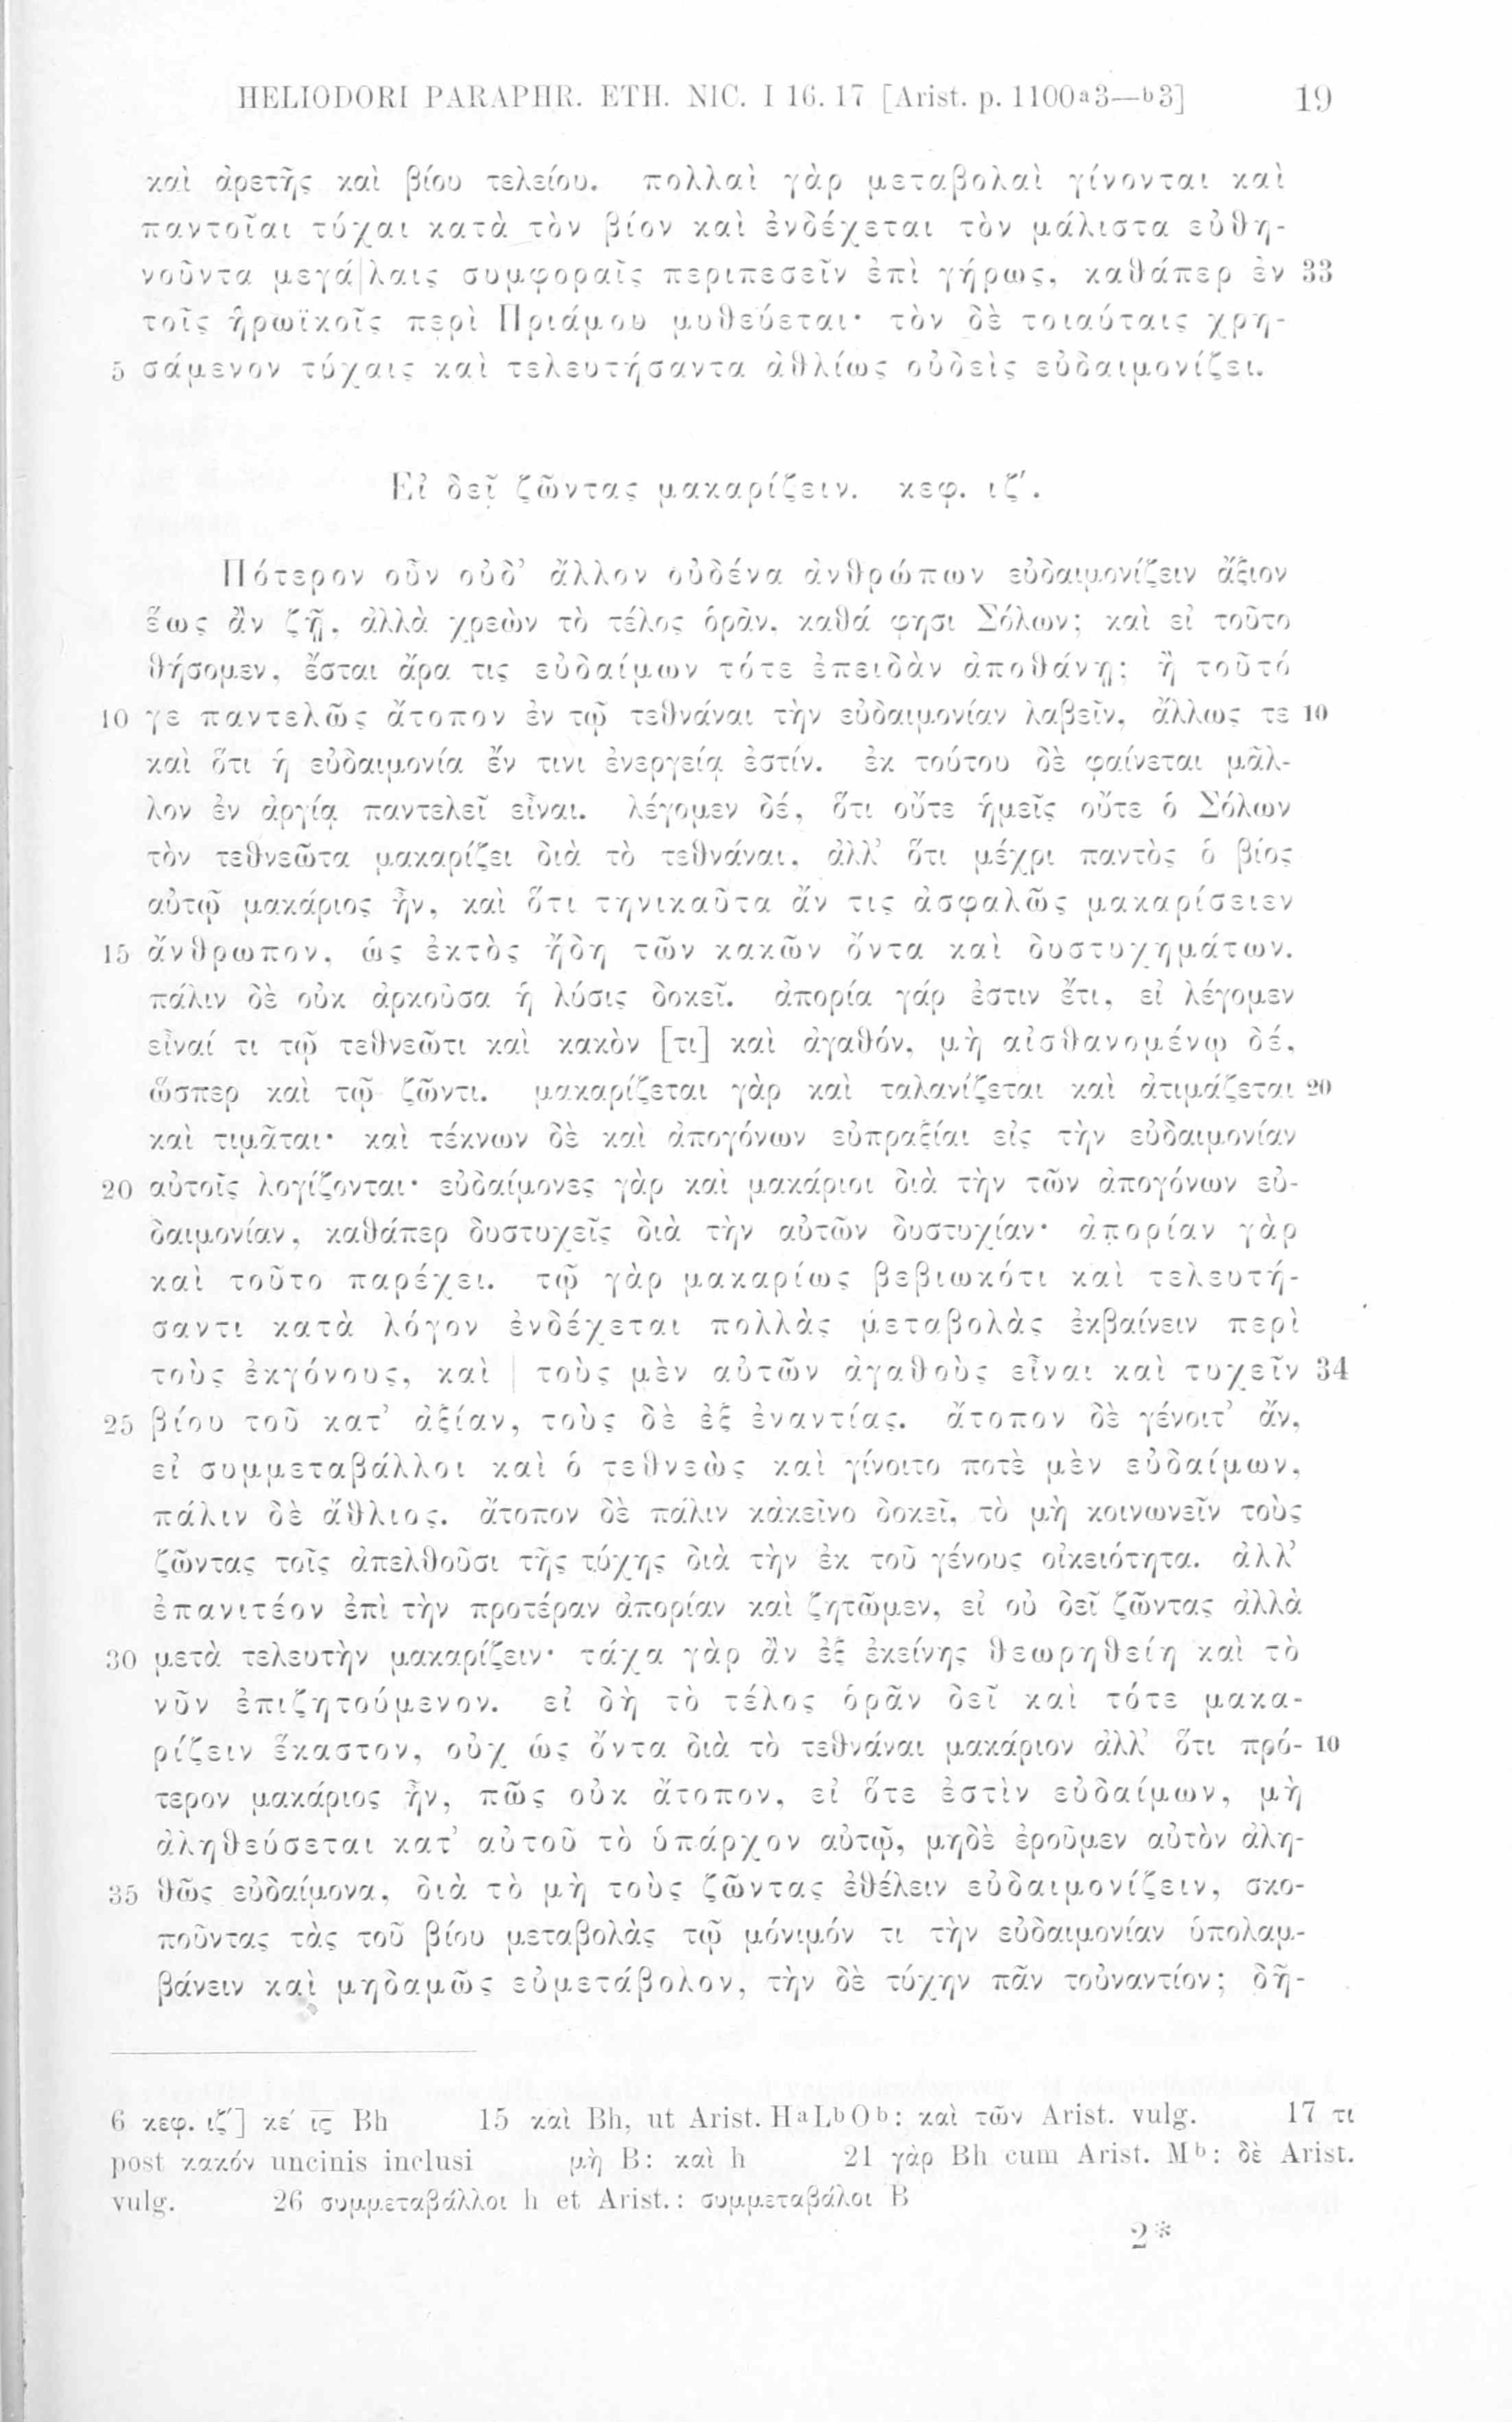 HELIODORI PARAPHR. ETH. NIC. I 16. 17 [Arist. p. 1100a3—b3] 19
καὶ ἀρετῆς καὶ βίου τελείου. πολλαὶ γὰρ μεταβολαὶ γίνονται καὶ
παντοῖαι τύχαι κατὰ τὸν βίον καὶ ἐνδέχεται τὸν μάλιστα εὐθη-
νοῦντα μεγά|λαις συμφοραῖς περιπεσεῖν ἐπὶ γήρως, καθάπερ ἐν 33
τοῖς ἡρωϊκοῖς περὶ Πριάμου μυθεύεται· τὸν δὲ τοιαύταις χρη-
5 σάμενον τύχαις καὶ τελευτήσαντα ἀθλίως οὐδεὶς εὐδαιμονίζει.
Εἰ δεῖ ζῶντας μακαρίζειν. κεφ. ιζ′.
Πότερον οὖν οὐδ’ ἄλλον οὐδένα ἀνθρώπων εὐδαιμονίζειν ἄξιον
ἕως ἂν ζῇ, ἀλλὰ χρεὼν τὸ τέλος ὁρᾶν, καθά φησι Σόλων; καὶ εἰ τοῦτο
θήσομεν, ἔσται ἄρα τις εὐδαίμων τότε ἐπειδὰν ἀποθάνῃ; ἢ τοῦτό
10 γε παντελῶς ἄτοπον ἐν τῷ τεθνάναι τὴν εὐδαιμονίαν λαβεῖν, ἄλλως τε 10
καὶ ὅτι ἡ εὐδαιμονία ἔν τινι ἐνεργείᾳ ἐστίν. ἐκ τούτου δὲ φαίνεται μᾶλ-
λον ἐν ἀργίᾳ παντελεῖ εἶναι. λέγομεν δέ, ὅτι οὔτε ἡμεῖς οὔτε ὁ Σόλων
τὸν τεθνεῶτα μακαρίζει διὰ τὸ τεθνάναι, ἀλλ’ ὅτι μέχρι παντὸς ὁ βίος
αὐτῷ μακάριος ἦν, καὶ ὅτι τηνικαῦτα ἄν τις ἀσφαλῶς μακαρίσειεν
15 ἄνθρωπον, ὡς ἐκτὸς ἤδη τῶν κακῶν ὄντα καὶ δυστυχημάτων.
πάλιν δὲ οὐκ ἀρκοῦσα ἡ λύσις δοκεῖ. ἀπορία γάρ ἐστιν ἔτι, εἰ λέγομεν
εἶναί τι τῷ τεθνεῶτι καὶ κακὸν [τι] καὶ ἀγαθόν, μὴ αἰσθανομένῳ δέ,
ὥσπερ καὶ τῷ ζῶντι. μακαρίζεται γὰρ καὶ ταλανίζεται καὶ ἀτιμάζεται 20
καὶ τιμᾶται· καὶ τέκνων δὲ καὶ ἀπογόνων εὐπραξίαι εἰς τὴν εὐδαιμονίαν
20 αὐτοῖς λογίζονται· εὐδαίμονες γὰρ καὶ μακάριοι διὰ τὴν τῶν ἀπογόνων εὐ-
δαιμονίαν, καθάπερ δυστυχεῖς διὰ τὴν αὐτῶν δυστυχίαν· ἀπορίαν γὰρ
καὶ τοῦτο παρέχει. τῷ γὰρ μακαρίως βεβιωκότι καὶ τελευτή-
σαντι κατὰ λόγον ἐνδέχεται πολλὰς μεταβολὰς ἐκβαίνειν περὶ
τοὺς ἐκγόνους, καὶ | τοὺς μὲν αὐτῶν ἀγαθοὺς εἶναι καὶ τυχεῖν 34
25 βίου τοῦ κατ’ ἀξίαν, τοὺς δὲ ἐξ ἐναντίας. ἄτοπον δὲ γένοιτ’ ἄν,
εἰ συμμεταβάλλοι καὶ ὁ τεθνεὼς καὶ γίνοιτο ποτὲ μὲν εὐδαίμων,
πάλιν δὲ ἄθλιος. ἄτοπον δὲ πάλιν κἀκεῖνο δοκεῖ, τὸ μὴ κοινωνεῖν τοὺς
ζῶντας τοῖς ἀπελθοῦσι τῆς τύχης διὰ τὴν ἐκ τοῦ γένους οἰκειότητα. ἀλλ’
ἐπανιτέον ἐπὶ τὴν προτέραν ἀπορίαν καὶ ζητῶμεν, εἰ οὐ δεῖ ζῶντας ἀλλὰ
30 μετὰ τελευτὴν μακαρίζειν· τάχα γὰρ ἂν ἐξ ἐκείνης θεωρηθείη καὶ τὸ
νῦν ἐπιζητούμενον. εἰ δὴ τὸ τέλος ὁρᾶν δεῖ καὶ τότε μακα-
ρίζειν ἕκαστον, οὐχ ὡς ὄντα διὰ τὸ τεθνάναι μακάριον ἀλλ’ ὅτι πρό- 10
τερον μακάριος ἦν, πῶς οὐκ ἄτοπον, εἰ ὅτε ἐστὶν εὐδαίμων, μὴ
ἀληθεύσεται κατ’ αὐτοῦ τὸ ὑπάρχον αὐτῷ, μηδὲ ἐροῦμεν αὐτὸν ἀλη-
35 θῶς εὐδαίμονα, διὰ τὸ μὴ τοὺς ζῶντας ἐθέλειν εὐδαιμονίζειν, σκο-
ποῦντας τὰς τοῦ βίου μεταβολὰς τῷ μόνιμόν τι τὴν εὐδαιμονίαν ὑπολαμ-
βάνειν καὶ μηδαμῶς εὐμετάβολον, τὴν δὲ τύχην πᾶν τοὐναντίον; δῆ-
6 κεφ. ιζ′] κε′ ις Bh 15 καὶ Bh, ut Arist. HaLbOb: καὶ τῶν Arist. vulg. 17 τι
post κακόν uncinis inclusi μὴ B: καὶ h 21 γὰρ Bh cum Arist. Mb: δὲ Arist.
vulg. 26 συμμεταβάλλοι h et Arist.: συμμεταβάλοι B
2*